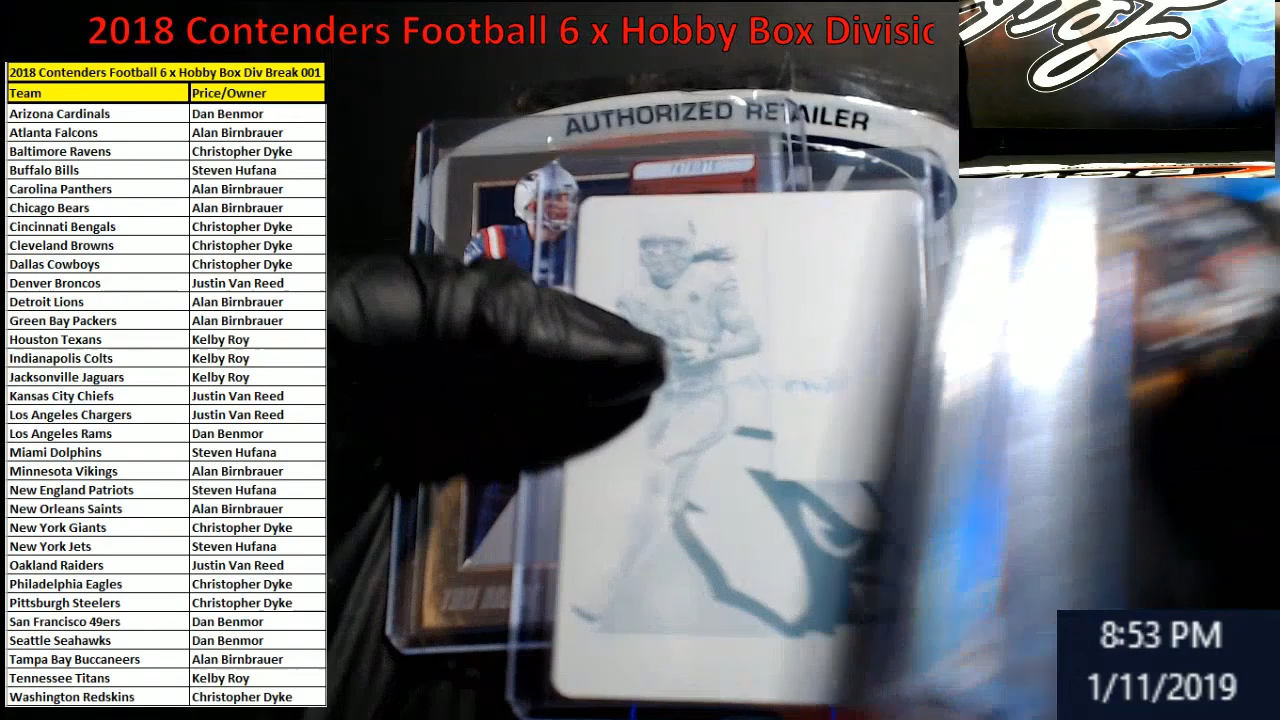 2018 Contenders Football 6 x Hobby Box Divisic
2018 Contenders Football 6 x Hobby Box Div Break 001
Team Price/Owner
Arizona Cardinals Dan Benmor
Atlanta Falcons Alan Birnbrauer
Baltimore Ravens Christopher Dyke
Buffalo Bills Steven Hufana
Carolina Panthers Alan Birnbrauer
Chicago Bears Alan Birnbrauer
Cincinnati Bengals Christopher Dyke
Cleveland Browns Christopher Dyke
Dallas Cowboys Christopher Dyke
Denver Broncos Justin Van Reed
Detroit Lions Alan Birnbrauer
Green Bay Packers Alan Birnbrauer
Houston Texans Kelby Roy
Indianapolis Colts Kelby Roy
Jacksonville Jaguars Kelby Roy
Kansas City Chiefs Justin Van Reed
Los Angeles Chargers Justin Van Reed
Los Angeles Rams Dan Benmor
Miami Dolphins Steven Hufana
Minnesota Vikings Alan Birnbrauer
New England Patriots Steven Hufana
New Orleans Saints Alan Birnbrauer
New York Giants Christopher Dyke
New York Jets Steven Hufana
Oakland Raiders Justin Van Reed
Philadelphia Eagles Christopher Dyke
Pittsburgh Steelers Christopher Dyke
San Francisco 49ers Dan Benmor
Seattle Seahawks Dan Benmor
Tampa Bay Buccaneers Alan Birnbrauer
Tennessee Titans Kelby Roy
Washington Redskins Christopher Dyke
AUTHORIZED RETAILER
8:53 PM
1/11/2019